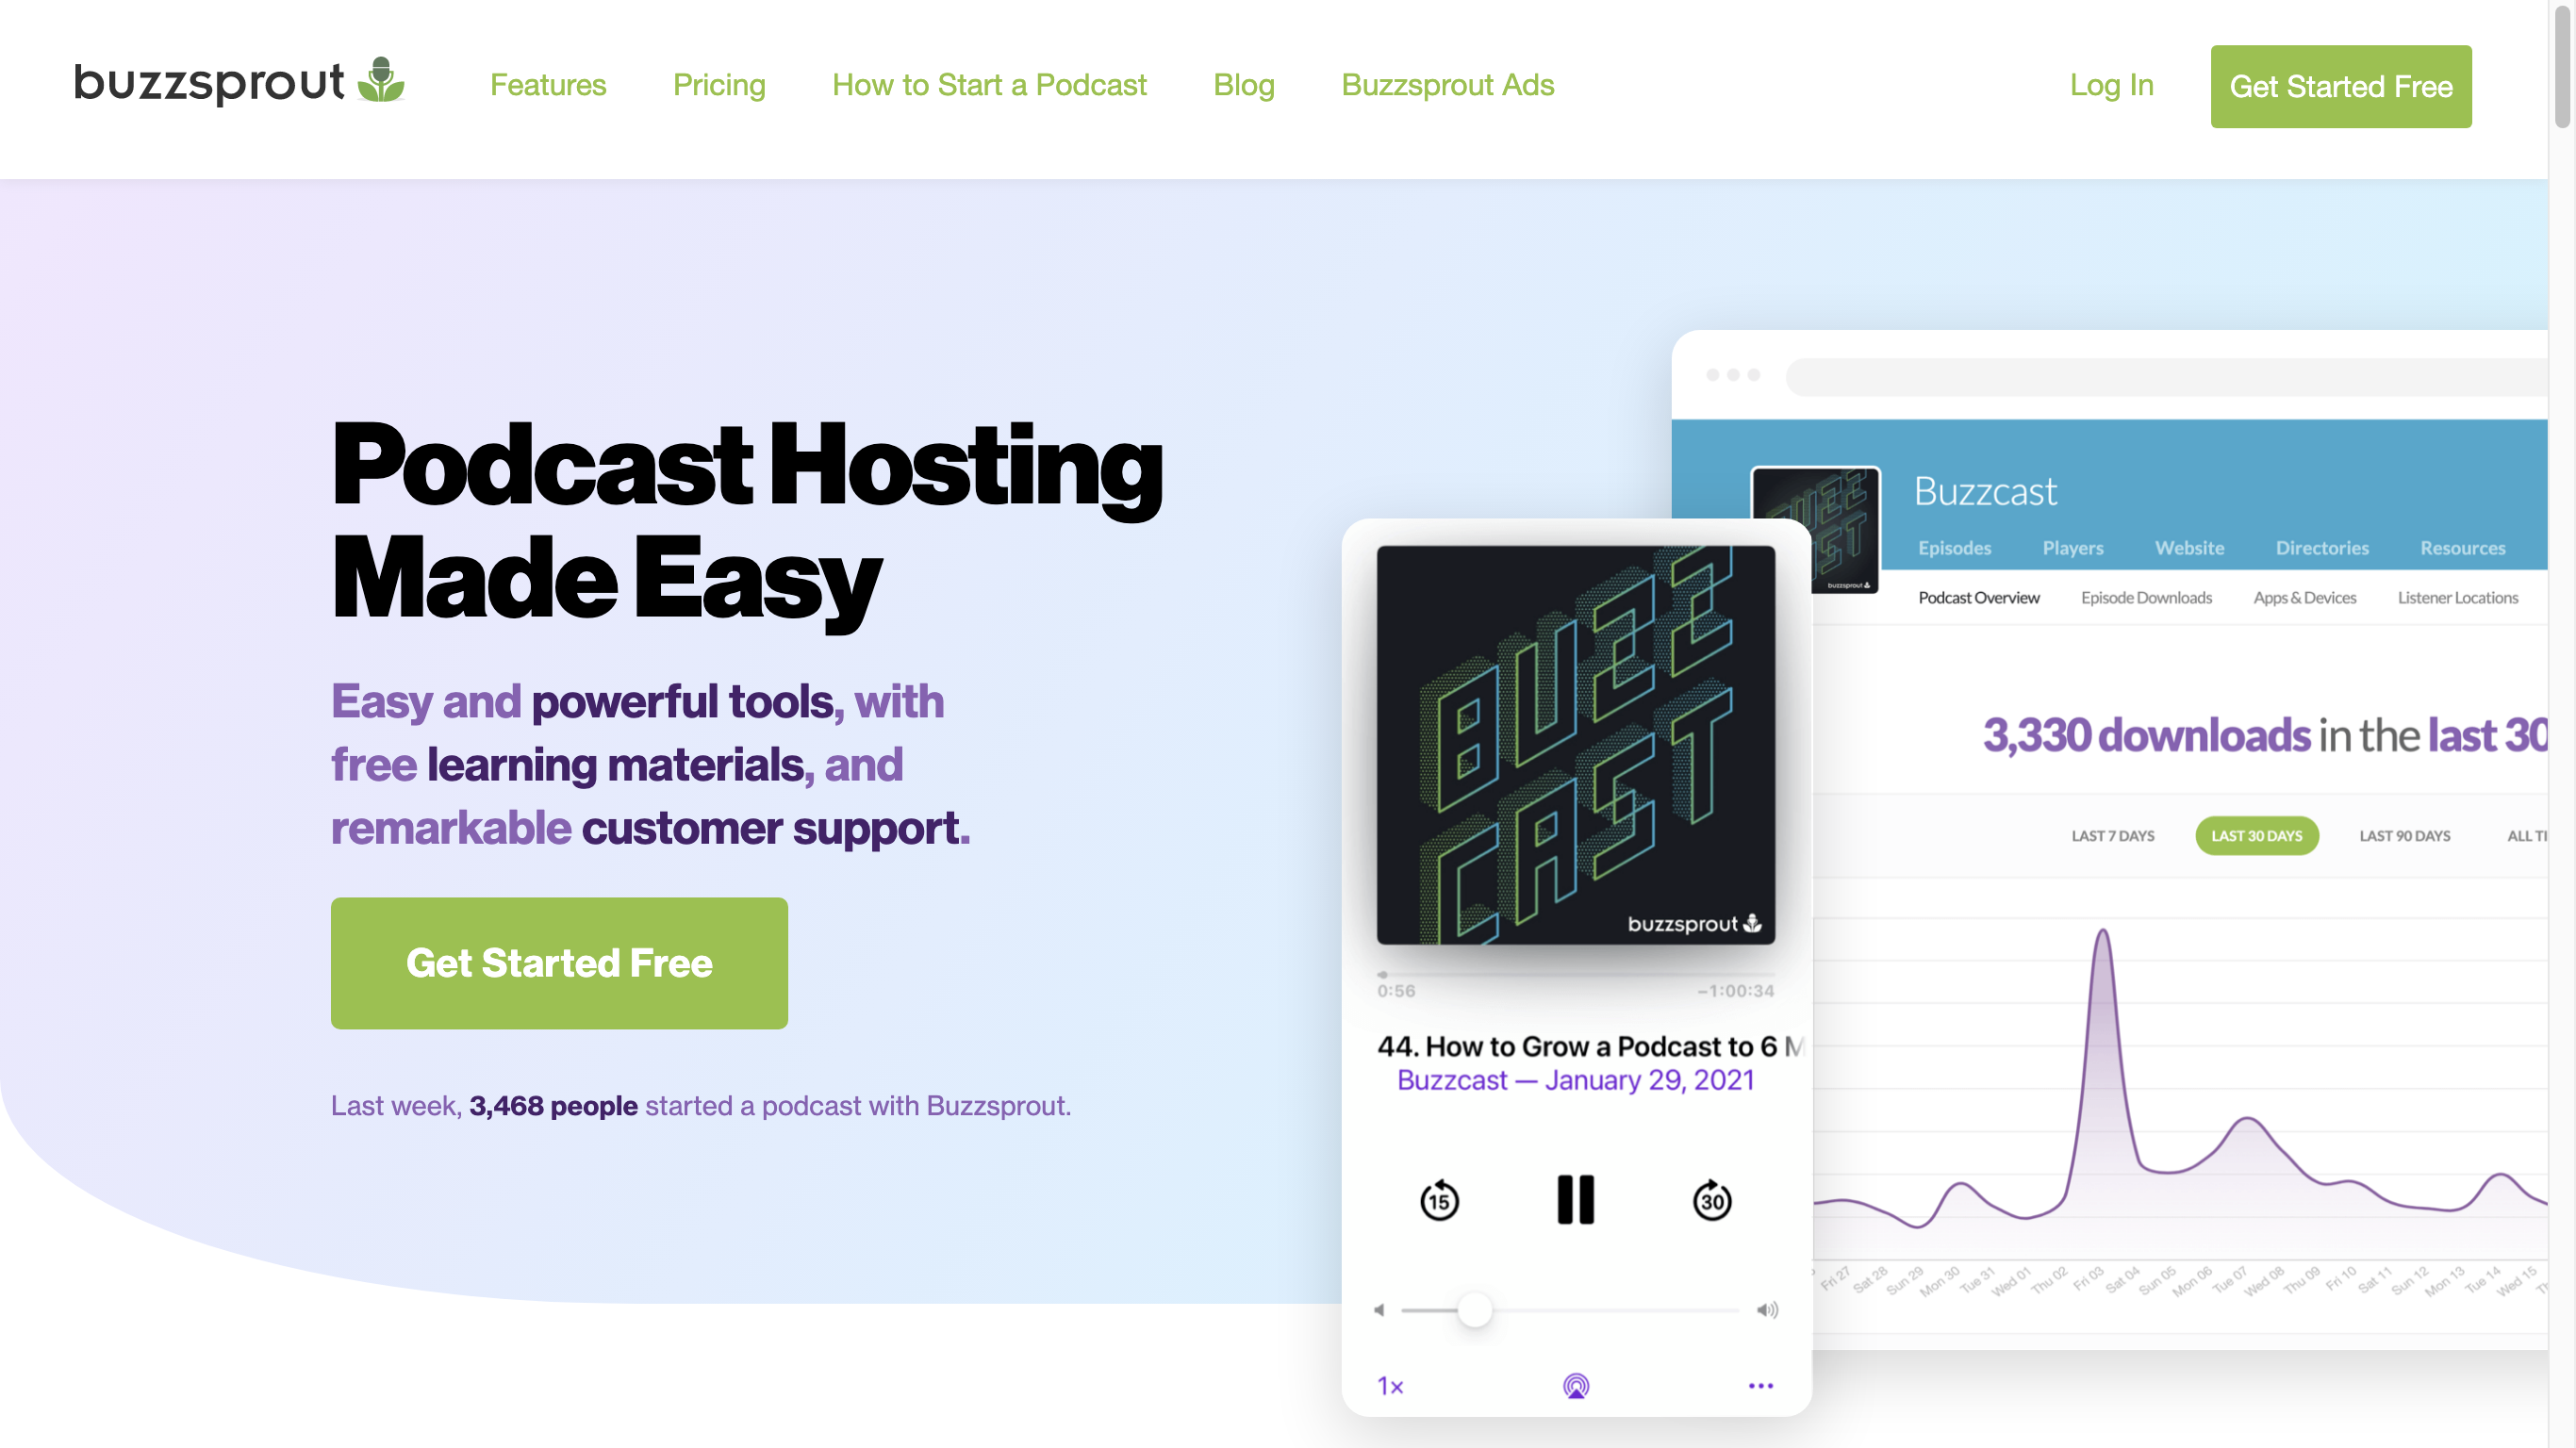 buzzsprout
Features
Pricing
How to Start a Podcast
Blog
Buzzsprout Ads
Log In
Get Started Free
Podcast Hosting
Made Easy
Easy and powerful tools, with
free learning materials, and
remarkable customer support.
Get Started Free
Last week, 3,468 people started a podcast with Buzzsprout.
BUZZ
CAST
buzzsprout
0:56
−1:00:34
44. How to Grow a Podcast to 6 M
Buzzcast — January 29, 2021
15
30
1×
Buzzcast
buzzsprout
Episodes
Players
Website
Directories
Resources
Podcast Overview
Episode Downloads
Apps & Devices
Listener Locations
3,330 downloads in the last 30
LAST 7 DAYS
LAST 30 DAYS
LAST 90 DAYS
ALL TI
Fri 27
Sat 28
Sun 29
Mon 30
Tue 31
Wed 01
Thu 02
Fri 03
Sat 04
Sun 05
Mon 06
Tue 07
Wed 08
Thu 09
Fri 10
Sat 11
Sun 12
Mon 13
Tue 14
Wed 15